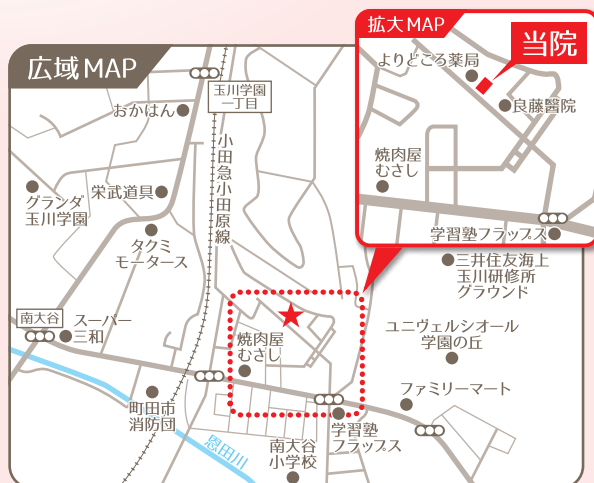 広域MAP
拡大MAP
当院
よりどころ薬局
良藤醫院
焼肉屋
むさし
学習塾フラップス
玉川学園
一丁目
おかはん
小田急小田原線
グランダ
玉川学園
栄武道具
タクミ
モータース
三井住友海上
玉川研修所
グラウンド
南大谷
スーパー
三和
焼肉屋
むさし
ユニヴェルシオール
学園の丘
ファミリーマート
町田市
消防団
恩田川
学習塾
フラップス
南大谷
小学校